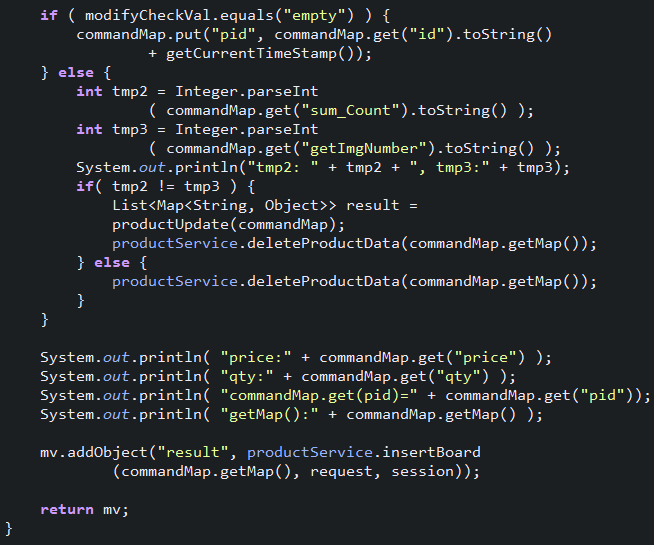 if ( modifyCheckVal.equals("empty") ) {
commandMap.put("pid", commandMap.get("id").toString()
+ getCurrentTimeStamp());
} else {
int tmp2 = Integer.parseInt
( commandMap.get("sum_Count").toString() );
int tmp3 = Integer.parseInt
( commandMap.get("getImgNumber").toString() );
System.out.println("tmp2: " + tmp2 + ", tmp3:" + tmp3);
if( tmp2 != tmp3 ) {
List<Map<String, Object>> result =
productUpdate(commandMap);
productService.deleteProductData(commandMap.getMap());
} else {
productService.deleteProductData(commandMap.getMap());
}
}
System.out.println( "price:" + commandMap.get("price") );
System.out.println( "qty:" + commandMap.get("qty") );
System.out.println( "commandMap.get(pid)=" + commandMap.get("pid"));
System.out.println( "getMap():" + commandMap.getMap() );
mv.addObject("result", productService.insertBoard
(commandMap.getMap(), request, session));
return mv;
}